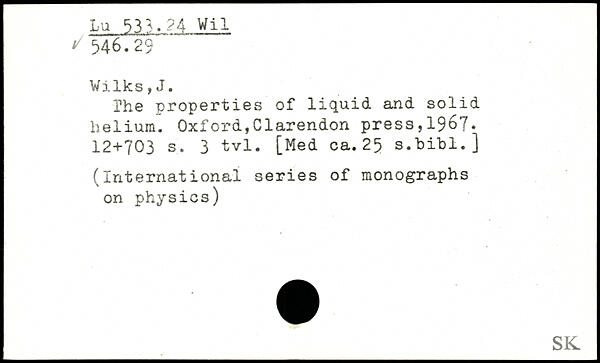 Lu 533.24 Wil
✓ 546.29
Wilks,J.
The properties of liquid and solid
helium. Oxford,Clarendon press,1967.
12+703 s. 3 tvl. [Med ca.25 s.bibl.]
(International series of monographs
on physics)
SK